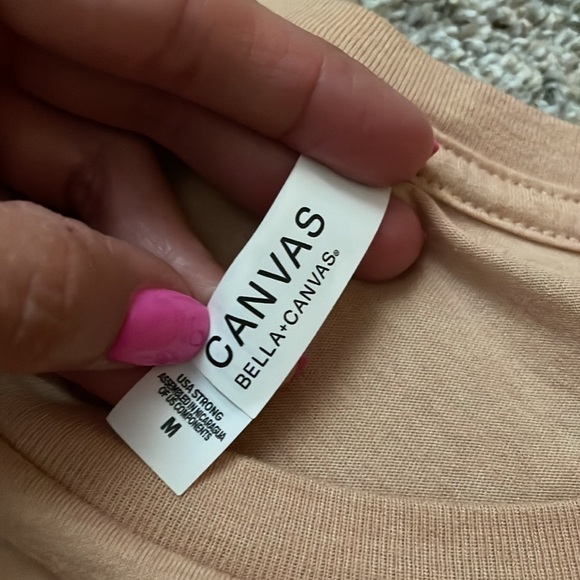 CANVAS
BELLA+CANVAS®
USA STRONG
ASSEMBLED IN NICARAGUA
OF US COMPONENTS
M